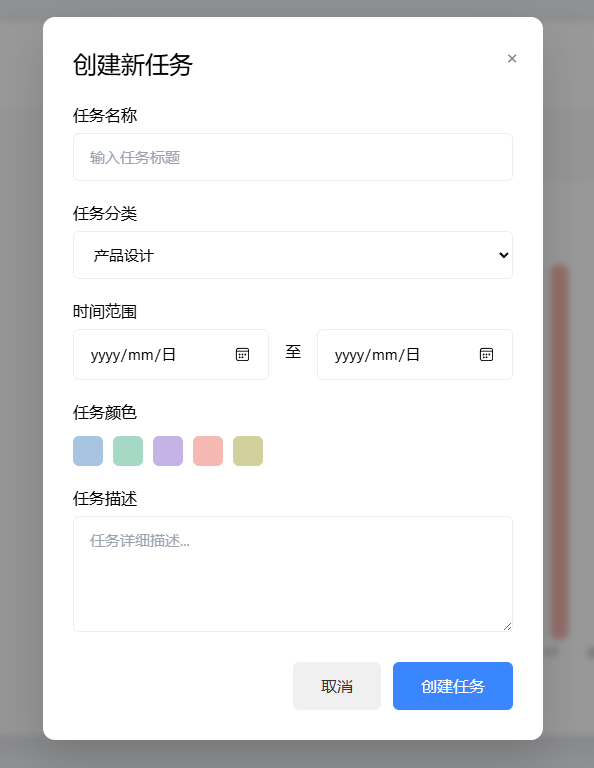 创建新任务
×
任务名称
输入任务标题
任务分类
产品设计
时间范围
yyyy/mm/日 至 yyyy/mm/日
任务颜色
任务描述
任务详细描述...
取消 创建任务